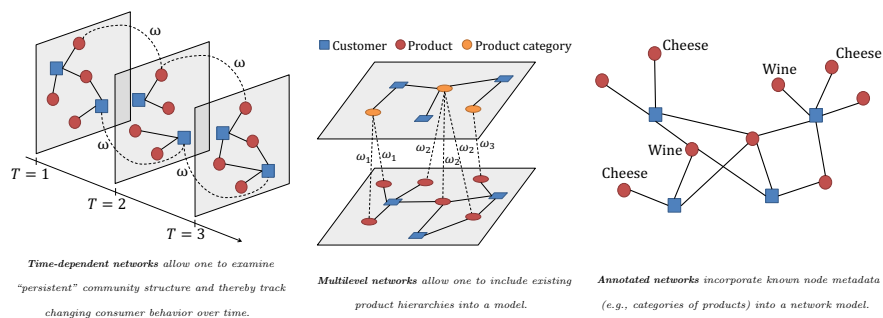 ω
ω
ω
ω
T = 1
T = 2
T = 3
Time-dependent networks allow one to examine
“persistent” community structure and thereby track
changing consumer behavior over time.
Customer Product Product category
ω1 ω1 ω2 ω2 ω2 ω3
Multilevel networks allow one to include existing
product hierarchies into a model.
Cheese
Cheese
Wine
Wine
Cheese
Annotated networks incorporate known node metadata
(e.g., categories of products) into a network model.